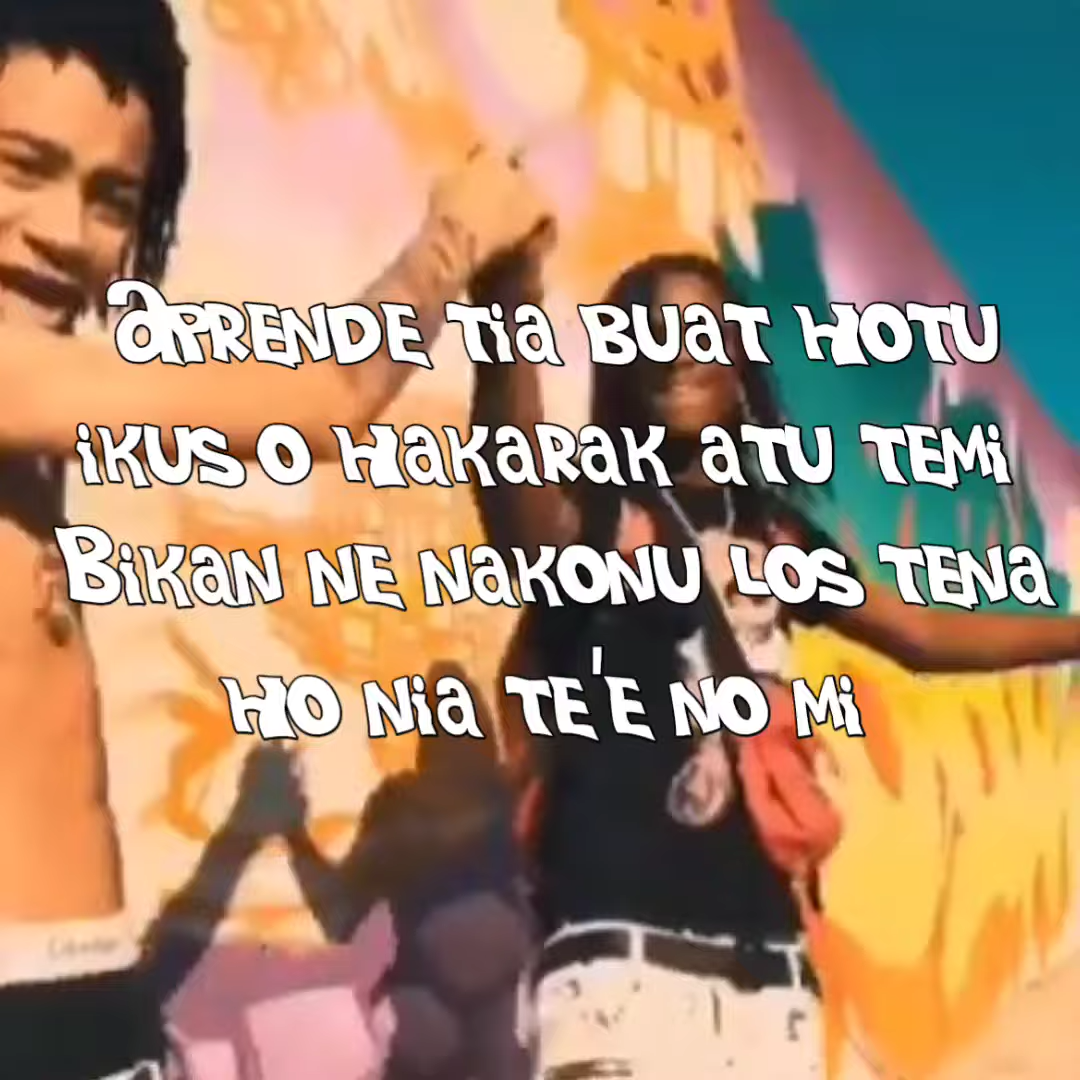 Aprende tia buat hotu
ikus o hakarak atu temi
Bikan ne nakonu los tena
ho nia te'e no mi